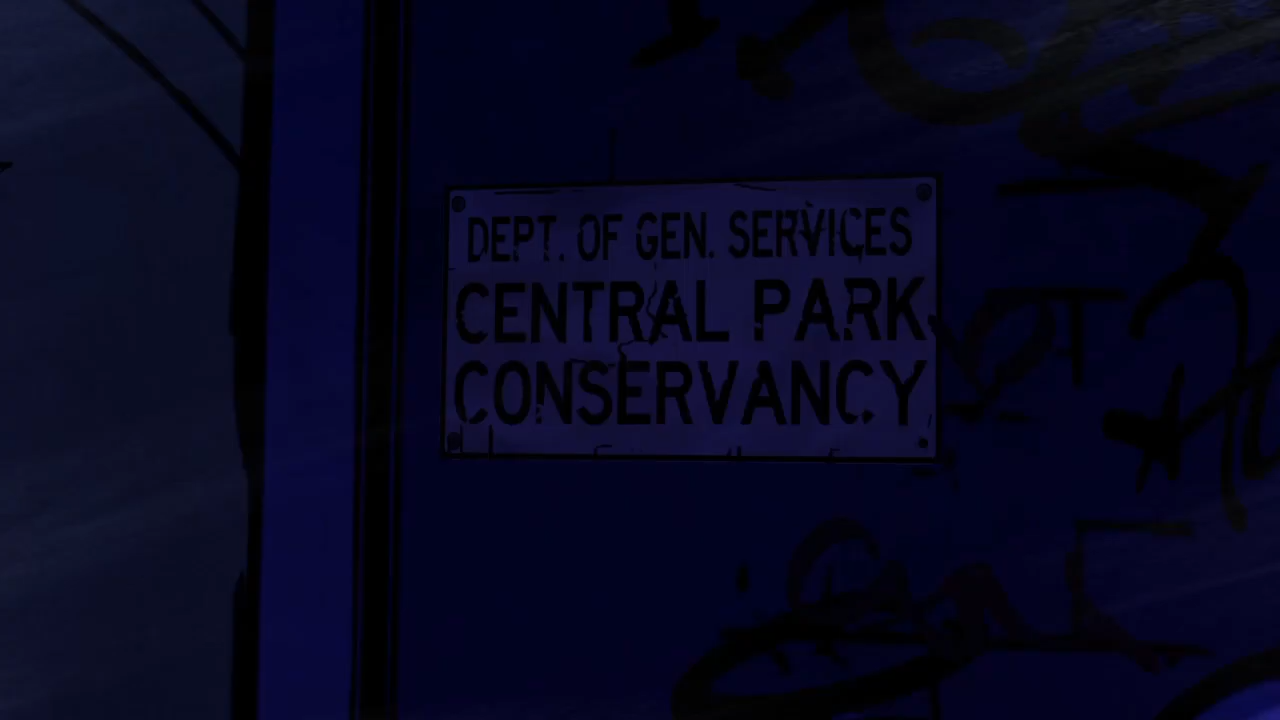 DEPT. OF GEN. SERVICES
CENTRAL PARK
CONSERVANCY